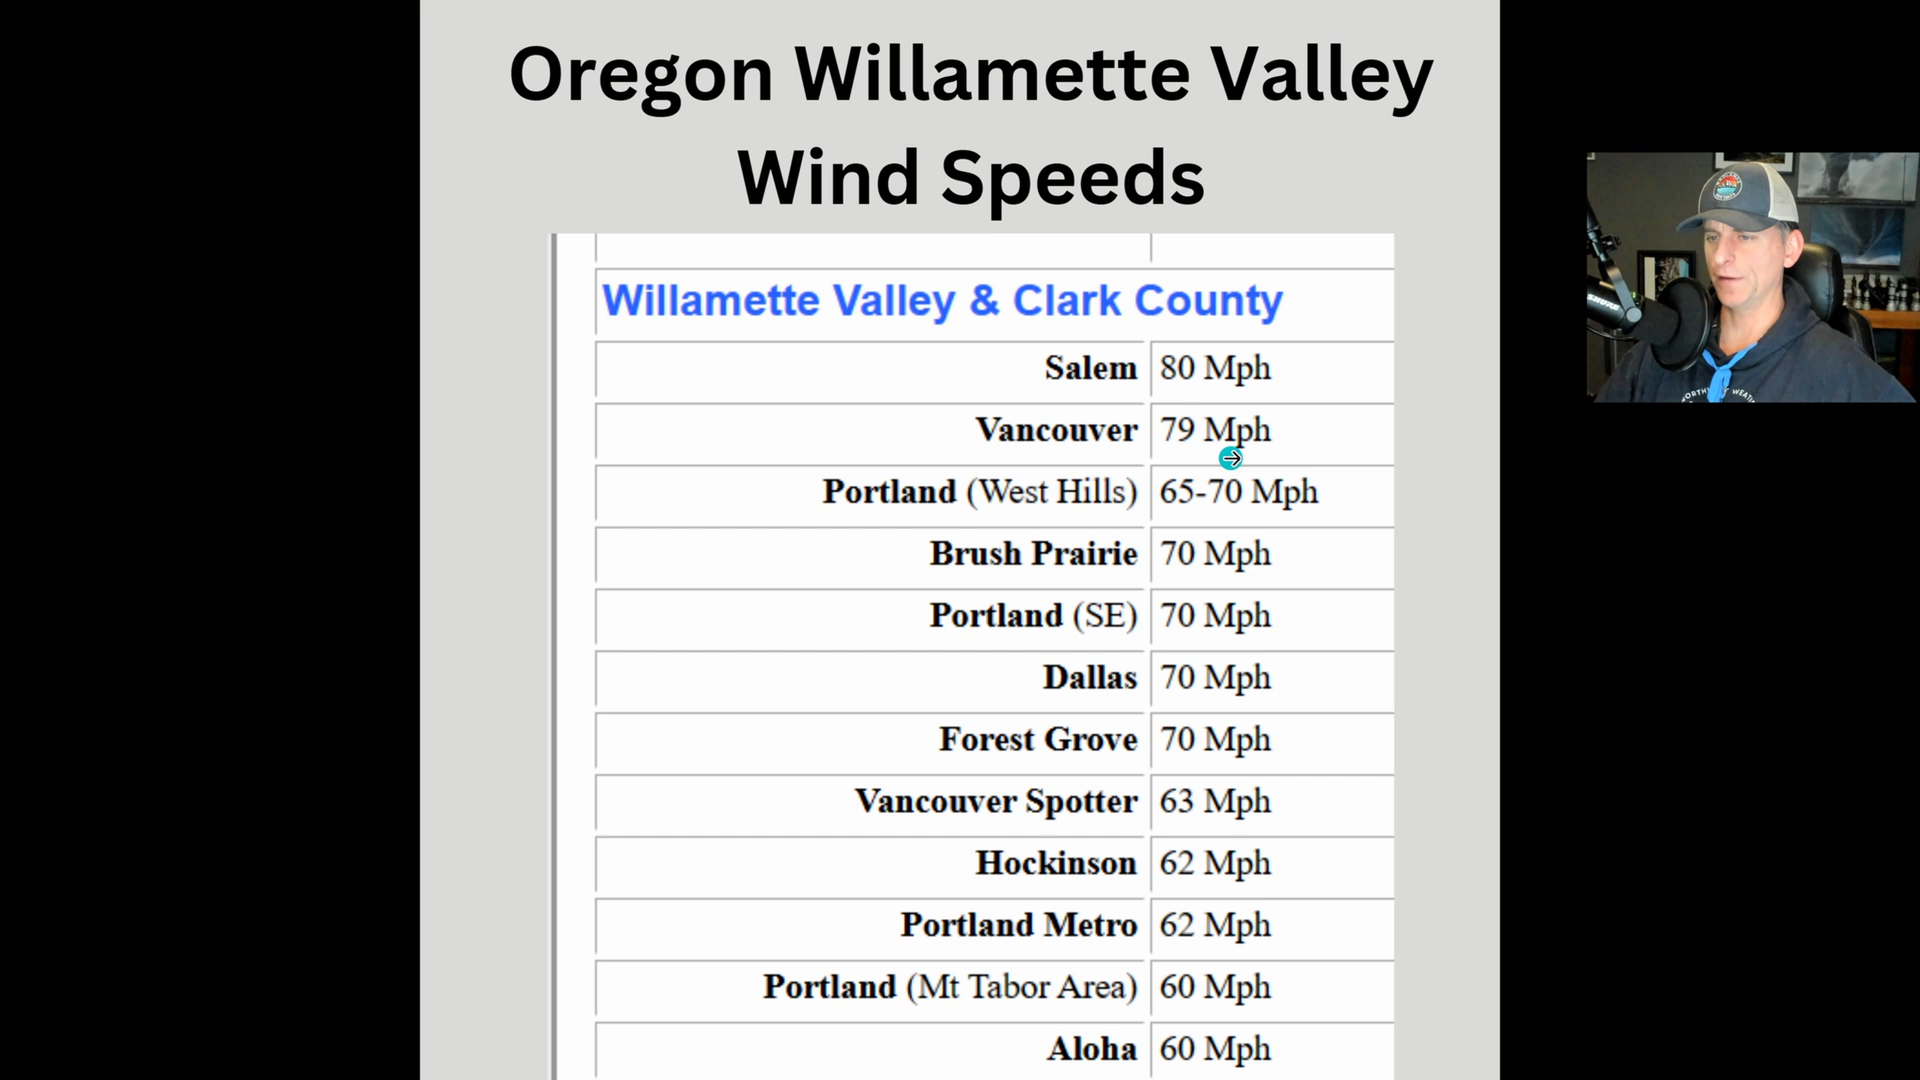 Oregon Willamette Valley
Wind Speeds
Willamette Valley & Clark County
Salem 80 Mph
Vancouver 79 Mph
Portland (West Hills) 65-70 Mph
Brush Prairie 70 Mph
Portland (SE) 70 Mph
Dallas 70 Mph
Forest Grove 70 Mph
Vancouver Spotter 63 Mph
Hockinson 62 Mph
Portland Metro 62 Mph
Portland (Mt Tabor Area) 60 Mph
Aloha 60 Mph
SHURE